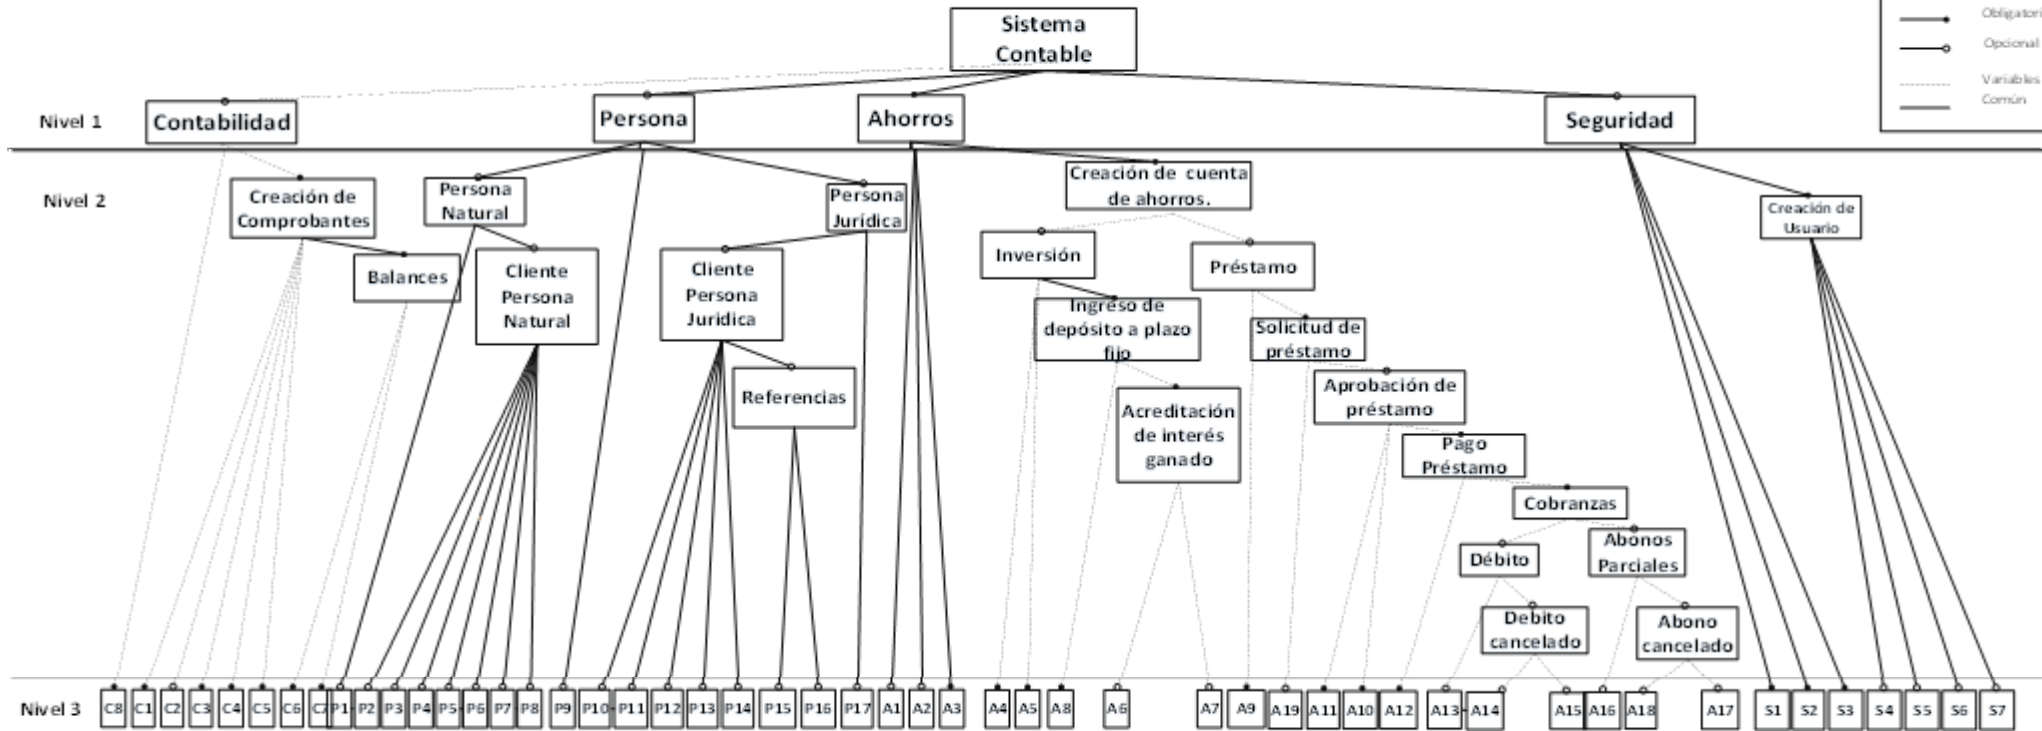 Sistema
Contable
Obligatori
Opcional
Variables
Común
Nivel 1
Contabilidad
Persona
Ahorros
Seguridad
Nivel 2
Creación de
Comprobantes
Balances
Persona
Natural
Cliente
Persona
Natural
Persona
Jurídica
Cliente
Persona
Juridica
Referencias
Creación de cuenta
de ahorros.
Inversión
Ingreso de
depósito a plazo
fijo
Acreditación
de interés
ganado
Préstamo
Solicitud de
préstamo
Aprobación de
préstamo
Pago
Préstamo
Cobranzas
Débito
Debito
cancelado
Abonos
Parciales
Abono
cancelado
Creación de
Usuario
Nivel 3
C8 C1 C2 C3 C4 C5 C6 C7 P1 P2 P3 P4 P5 P6 P7 P8 P9 P10 P11 P12 P13 P14 P15 P16 P17 A1 A2 A3 A4 A5 A8 A6 A7 A9 A19 A11 A10 A12 A13 A14 A15 A16 A18 A17 S1 S2 S3 S4 S5 S6 S7